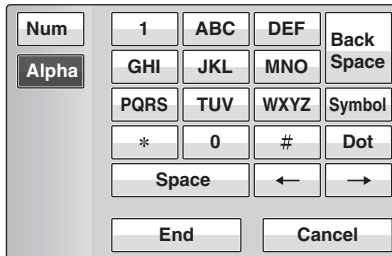 Num 1 ABC DEF Back Space
Alpha GHI JKL MNO
PQRS TUV WXYZ Symbol
* 0 # Dot
Space ← →
End Cancel